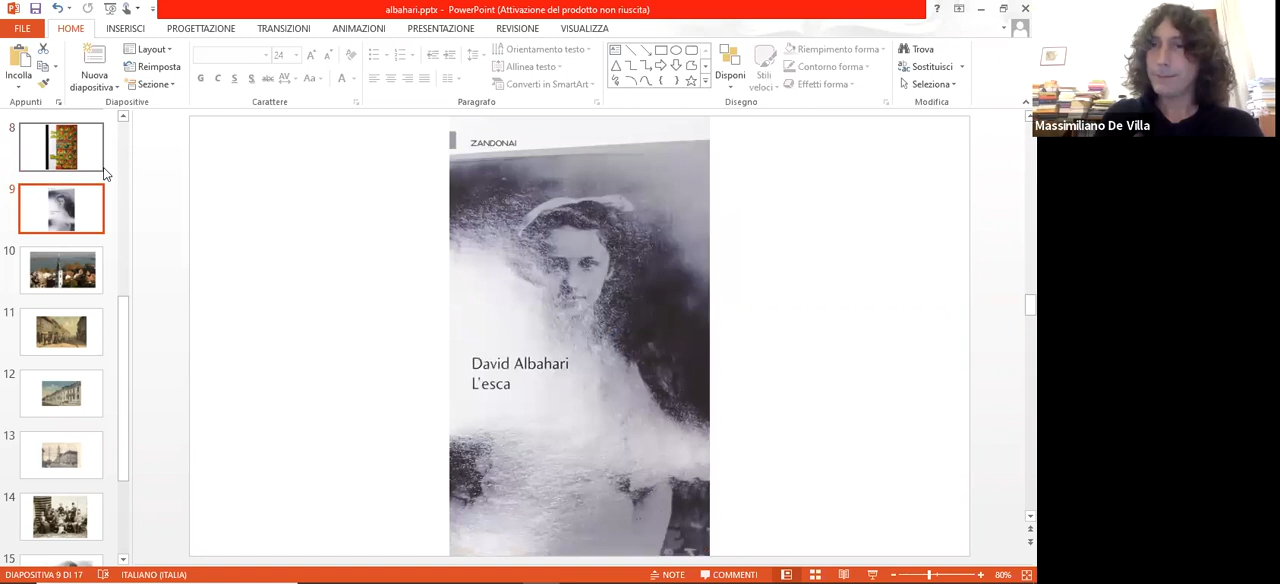 albahari.pptx - PowerPoint (Attivazione del prodotto non riuscita)
FILE HOME INSERISCI PROGETTAZIONE TRANSIZIONI ANIMAZIONI PRESENTAZIONE REVISIONE VISUALIZZA
Incolla
Nuova
diapositiva
Layout
Reimposta
Sezione
24
G C S abc AV Aa A
Orientamento testo
Allinea testo
Converti in SmartArt
Disponi
Stili
veloci
Riempimento forma
Contorno forma
Effetti forma
Trova
Sostituisci
Seleziona
Appunti Diapositive Carattere Paragrafo Disegno Modifica
Massimiliano De Villa
8
9
10
11
12
13
14
15
ZANDONAI
David Albahari
L'esca
DIAPOSITIVA 9 DI 17 ITALIANO (ITALIA) NOTE COMMENTI 80%